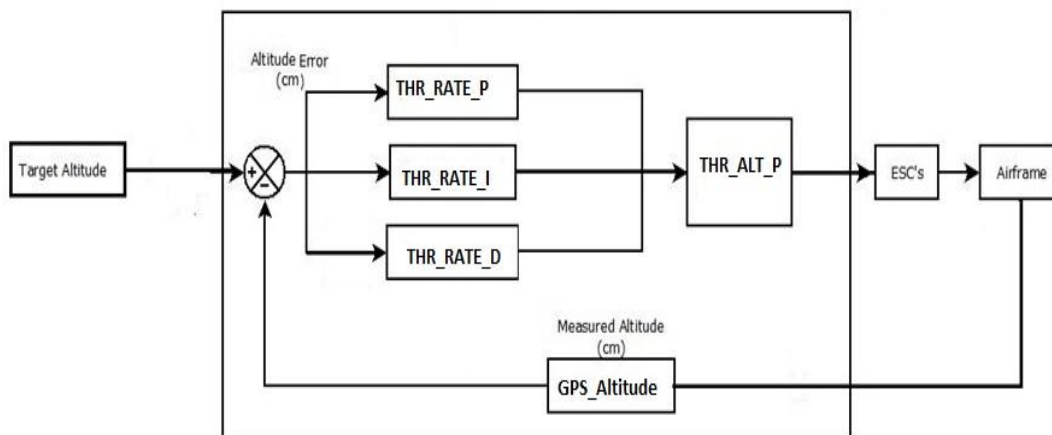 Altitude Error
(cm)
THR_RATE_P
Target Altitude
+
-
THR_RATE_I
THR_ALT_P
ESC's
Airframe
THR_RATE_D
Measured Altitude
(cm)
GPS_Altitude